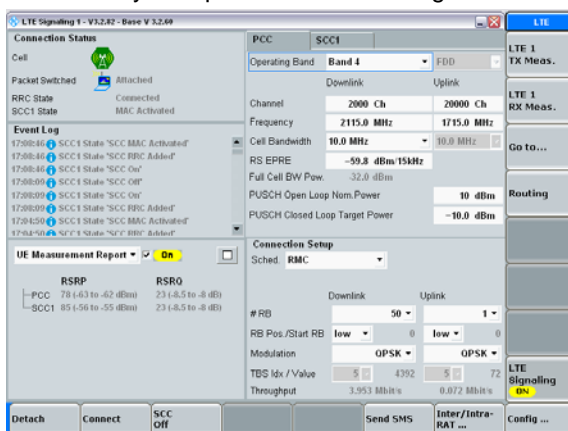 LTE Signaling 1 - V3.2.82 - Base V 3.2.60
LTE
Connection Status
Cell
Packet Switched Attached
RRC State Connected
SCC1 State MAC Activated
Event Log
17:08:46 SCC1 State 'SCC MAC Activated'
17:08:46 SCC1 State 'SCC RRC Added'
17:08:46 SCC1 State 'SCC On'
17:08:09 SCC1 State 'SCC Off'
17:08:09 SCC1 State 'SCC On'
17:08:09 SCC1 State 'SCC RRC Added'
17:04:50 SCC1 State 'SCC MAC Activated'
17:04:50 SCC1 State 'SCC RRC Added'
UE Measurement Report On
RSRP RSRQ
PCC 78 (-63 to -62 dBm) 23 (-8.5 to -8 dB)
SCC1 85 (-56 to -55 dBm) 23 (-8.5 to -8 dB)
PCC SCC1
Operating Band Band 4 FDD
Downlink Uplink
Channel 2000 Ch 20000 Ch
Frequency 2115.0 MHz 1715.0 MHz
Cell Bandwidth 10.0 MHz 10.0 MHz
RS EPRE -59.8 dBm/15kHz
Full Cell BW Pow. -32.0 dBm
PUSCH Open Loop Nom.Power 10 dBm
PUSCH Closed Loop Target Power -10.0 dBm
Connection Setup
Sched. RMC
Downlink Uplink
# RB 50 1
RB Pos./Start RB low 0 low 0
Modulation QPSK QPSK
TBS Idx / Value 5 4392 5 72
Throughput 3.953 Mbit/s 0.072 Mbit/s
LTE 1
TX Meas.
LTE 1
RX Meas.
Go to...
Routing
LTE
Signaling
ON
Detach
Connect
SCC
Off
Send SMS
Inter/Intra-
RAT ...
Config ...